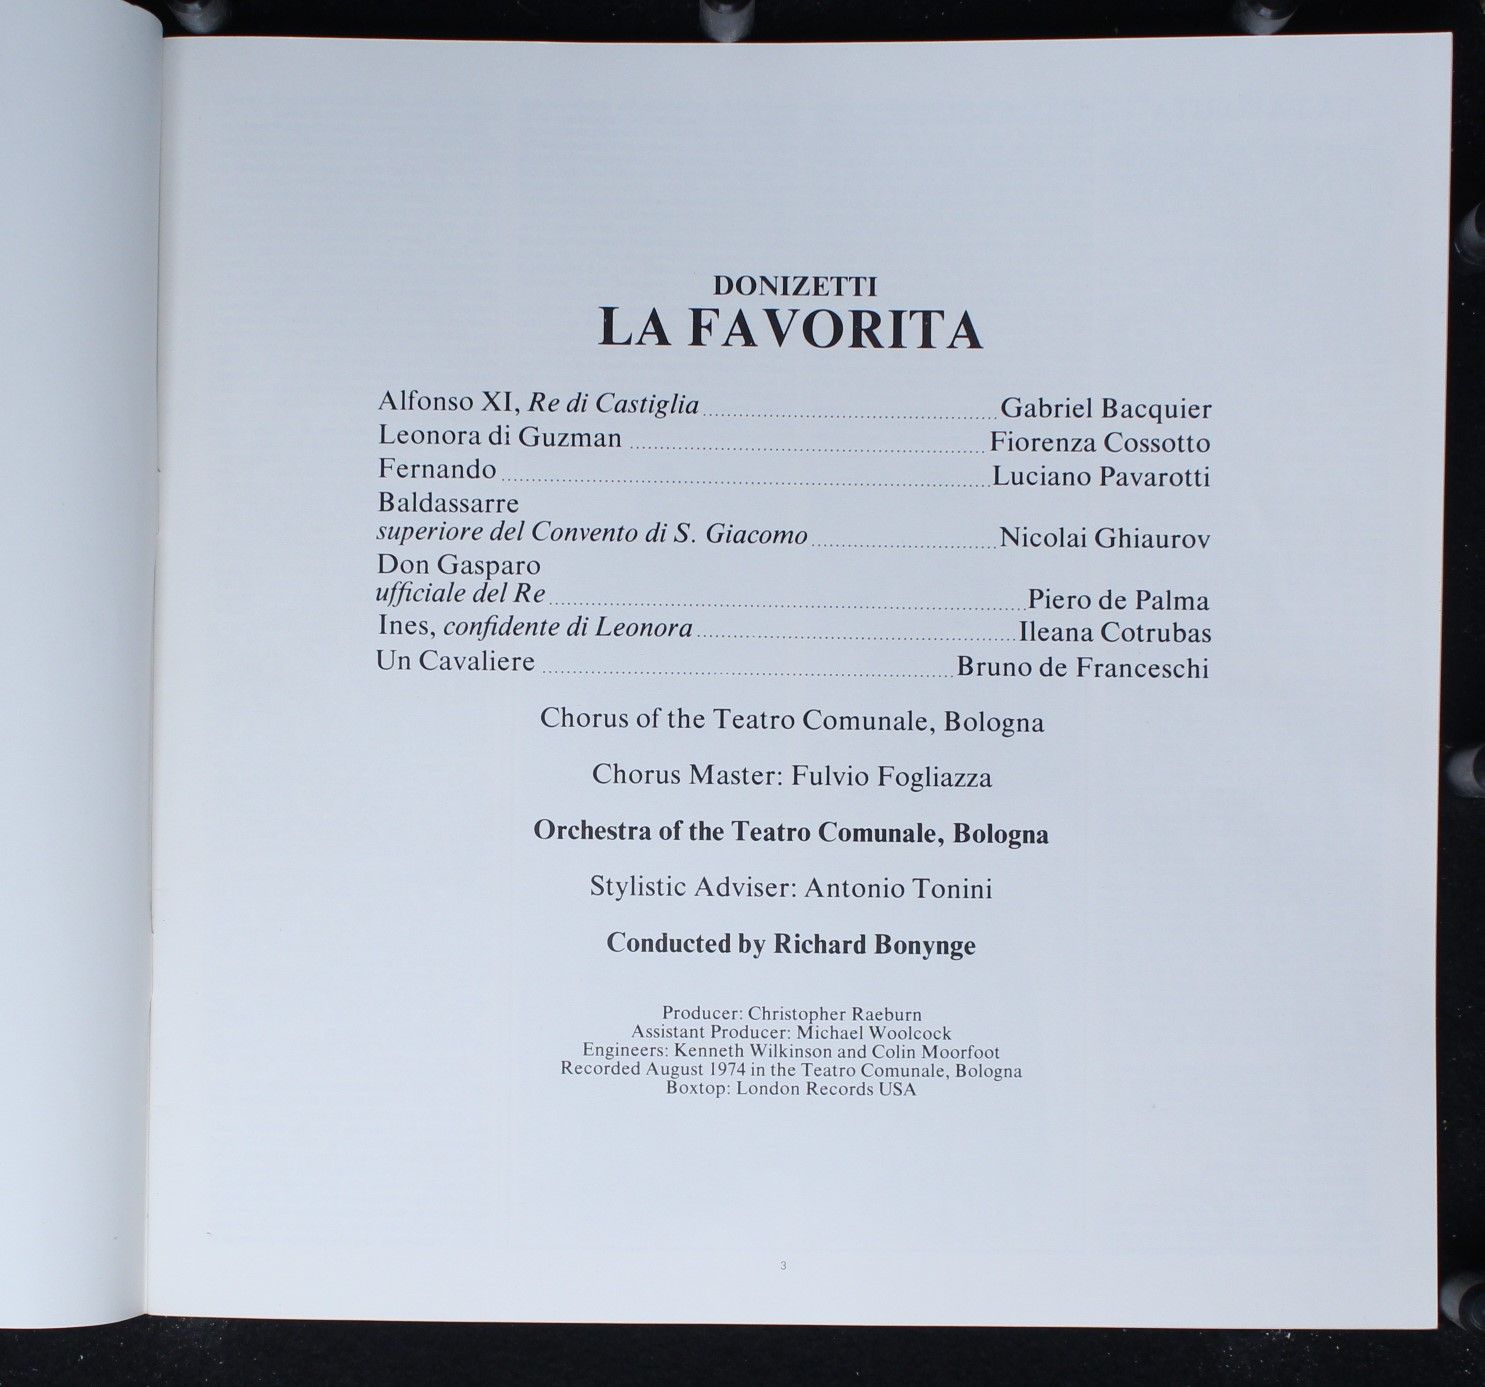 DONIZETTI
LA FAVORITA
Alfonso XI, Re di Castiglia ........ Gabriel Bacquier
Leonora di Guzman ........ Fiorenza Cossotto
Fernando ........ Luciano Pavarotti
Baldassarre
superiore del Convento di S. Giacomo ........ Nicolai Ghiaurov
Don Gasparo
ufficiale del Re ........ Piero de Palma
Ines, confidente di Leonora ........ Ileana Cotrubas
Un Cavaliere ........ Bruno de Franceschi
Chorus of the Teatro Comunale, Bologna
Chorus Master: Fulvio Fogliazza
Orchestra of the Teatro Comunale, Bologna
Stylistic Adviser: Antonio Tonini
Conducted by Richard Bonynge
Producer: Christopher Raeburn
Assistant Producer: Michael Woolcock
Engineers: Kenneth Wilkinson and Colin Moorfoot
Recorded August 1974 in the Teatro Comunale, Bologna
Boxtop: London Records USA
3